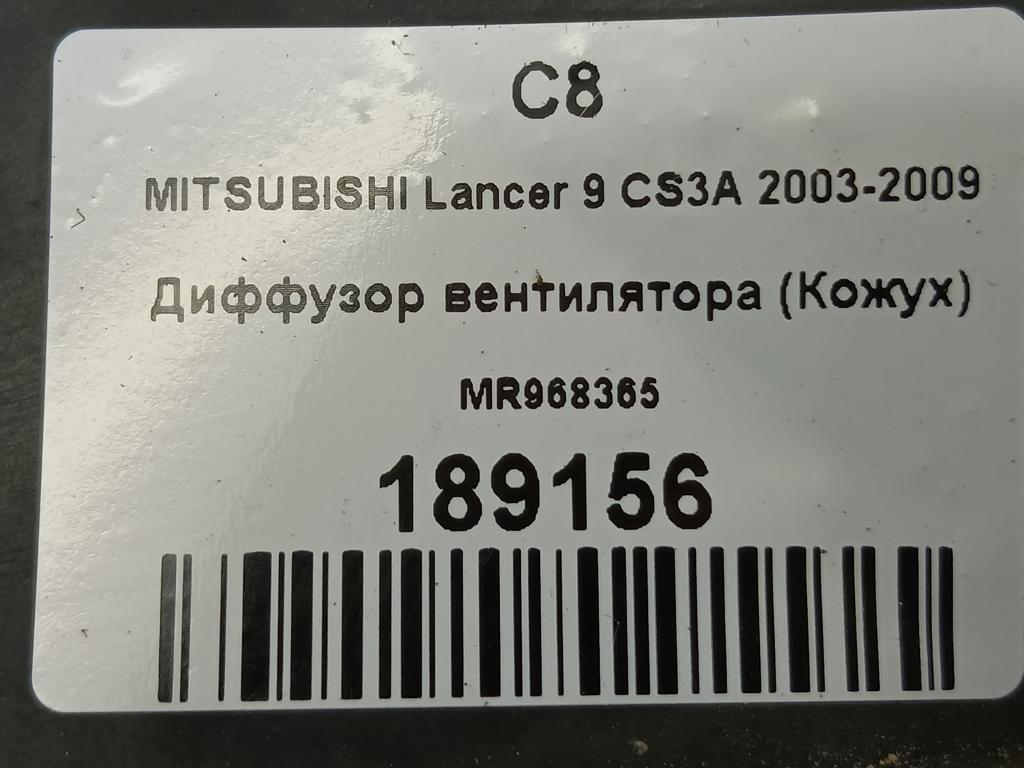 C8
MITSUBISHI Lancer 9 CS3A 2003-2009
Диффузор вентилятора (Кожух)
MR968365
189156